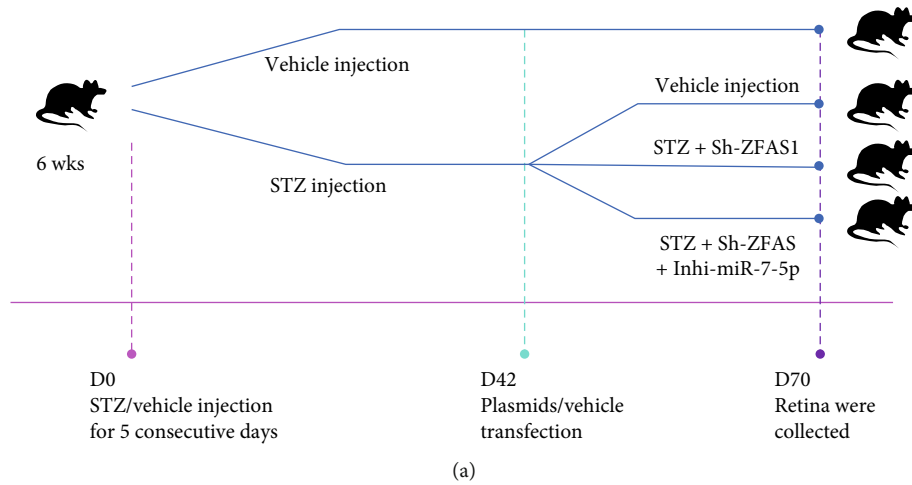 Vehicle injection
Vehicle injection
6 wks
STZ + Sh-ZFAS1
STZ injection
STZ + Sh-ZFAS
+ Inhi-miR-7-5p
D0
STZ/vehicle injection
for 5 consecutive days
D42
Plasmids/vehicle
transfection
D70
Retina were
collected
(a)